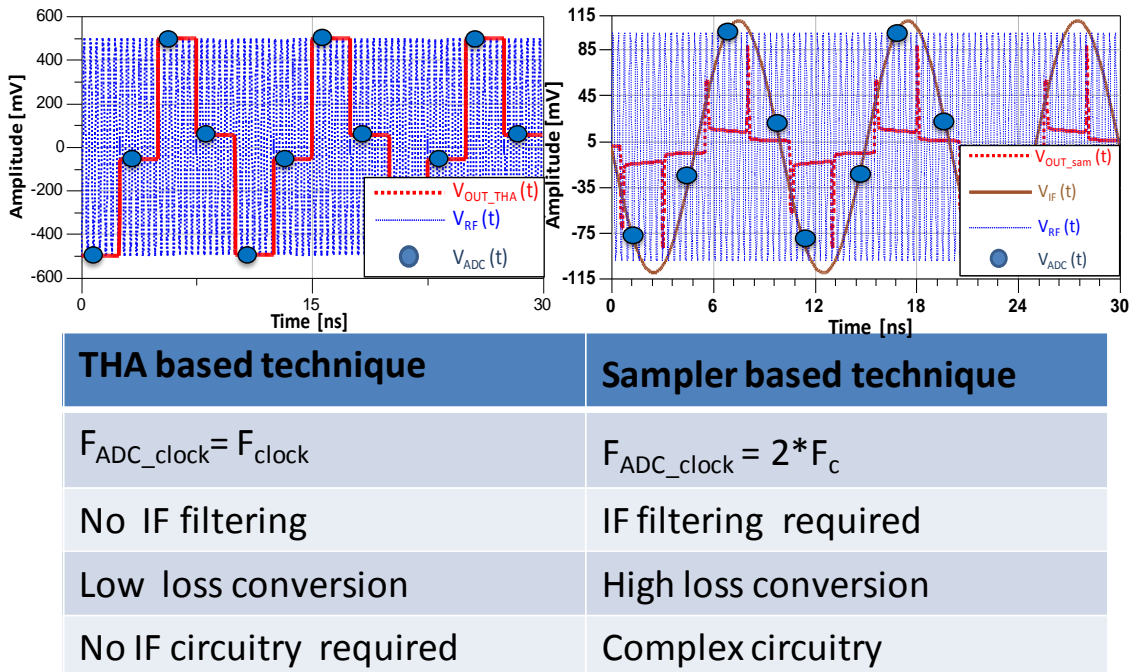 Amplitude [mV]
600
400
200
0
-200
-400
-600
0
15
30
Time [ns]
V_OUT_THA (t)
V_RF (t)
V_ADC (t)
Amplitude [mV]
115
85
45
5
-35
-75
-115
0
6
12
18
24
30
Time [ns]
V_OUT_sam (t)
V_IF (t)
V_RF (t)
V_ADC (t)
THA based technique
Sampler based technique
F_ADC_clock= F_clock
F_ADC_clock = 2*F_c
No IF filtering
IF filtering required
Low loss conversion
High loss conversion
No IF circuitry required
Complex circuitry